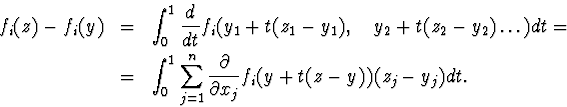 f_i(z) − f_i(y) = ∫_0^1 d/dt f_i(y_1 + t(z_1 − y_1), y_2 + t(z_2 − y_2) …)dt =
= ∫_0^1 ∑_{j=1}^n ∂/∂x_j f_i(y + t(z − y))(z_j − y_j)dt.